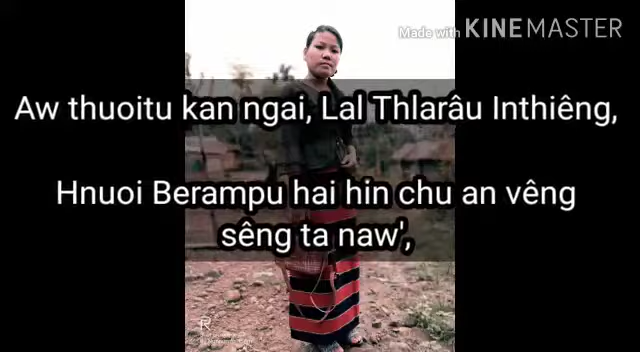 Made with KINEMASTER
Aw thuoitu kan ngai, Lal Thlarâu Inthiêng,
Hnuoi Berampu hai hin chu an vêng
sêng ta naw',